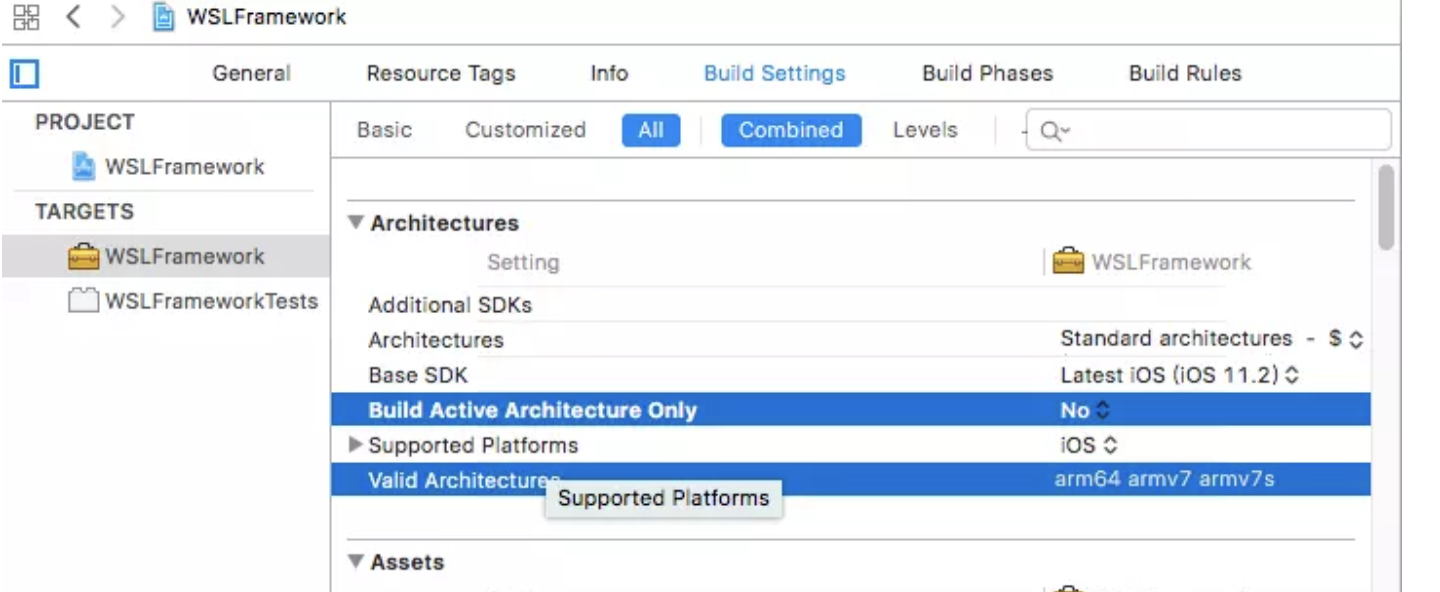 WSLFramework
General Resource Tags Info Build Settings Build Phases Build Rules
PROJECT
WSLFramework
TARGETS
WSLFramework
WSLFrameworkTests
Basic Customized All Combined Levels
Architectures
Setting WSLFramework
Additional SDKs
Architectures Standard architectures - $
Base SDK Latest iOS (iOS 11.2)
Build Active Architecture Only No
Supported Platforms iOS
Valid Architectures arm64 armv7 armv7s
Supported Platforms
Assets